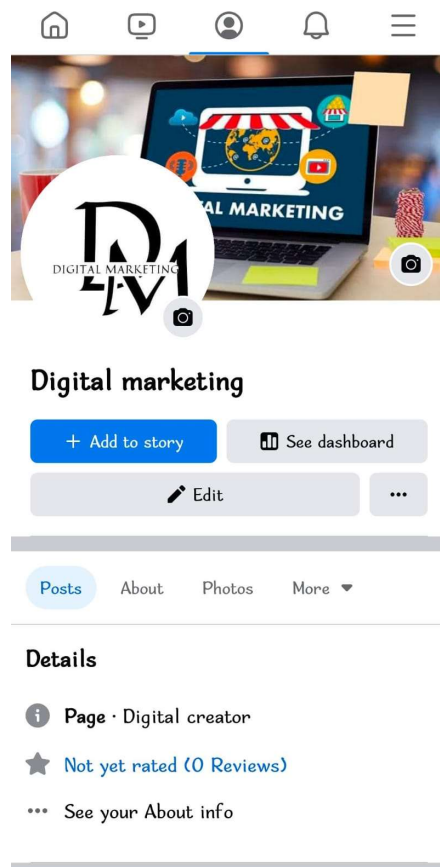 AL MARKETING
DM
DIGITAL MARKETING
Digital marketing
+ Add to story
See dashboard
Edit
Posts About Photos More
Details
Page · Digital creator
Not yet rated (0 Reviews)
See your About info